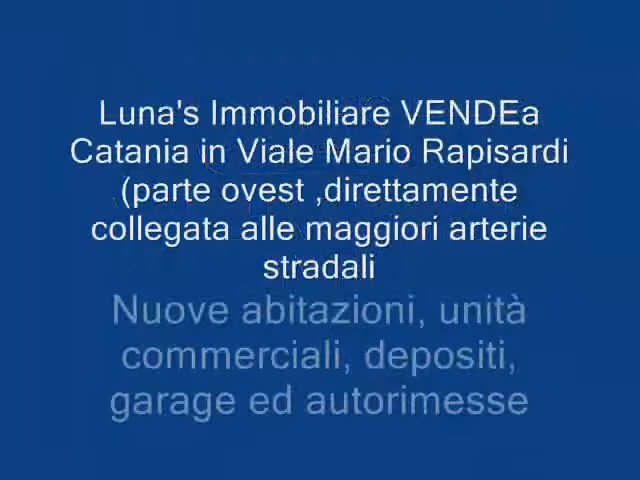 Luna's Immobiliare VENDEa
Catania in Viale Mario Rapisardi
(parte ovest ,direttamente
collegata alle maggiori arterie
stradali
Nuove abitazioni, unità
commerciali, depositi,
garage ed autorimesse